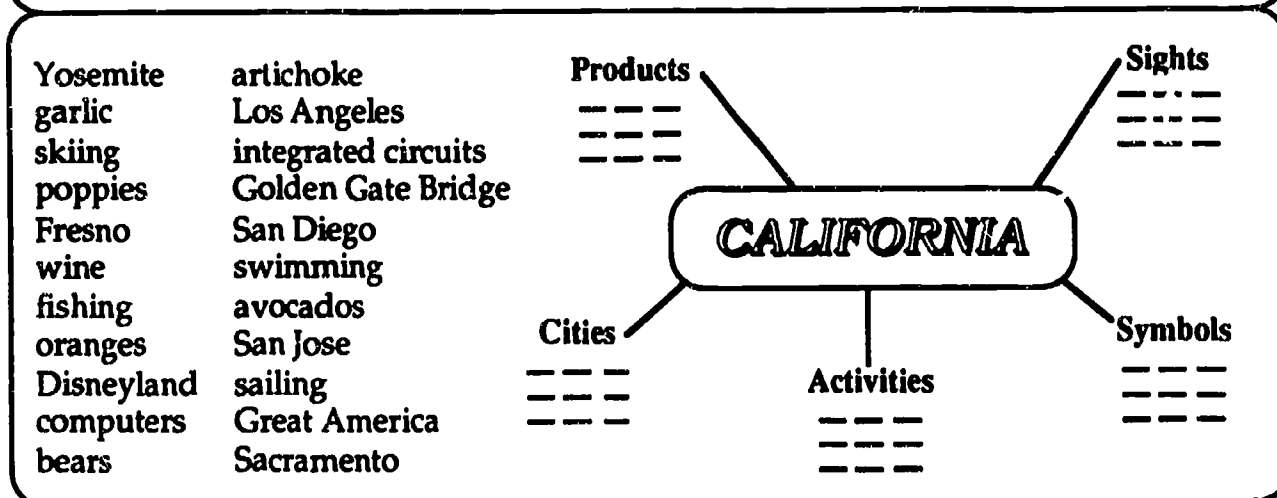 Yosemite
garlic
skiing
poppies
Fresno
wine
fishing
oranges
Disneyland
computers
bears
artichoke
Los Angeles
integrated circuits
Golden Gate Bridge
San Diego
swimming
avocados
San Jose
sailing
Great America
Sacramento
Products
Sights
CALIFORNIA
Cities
Activities
Symbols